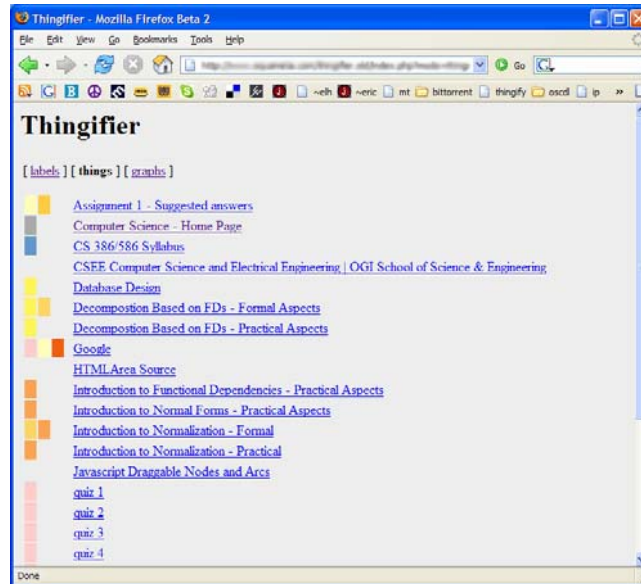 Thingifier - Mozilla Firefox Beta 2
File Edit View Go Bookmarks Tools Help
Go G
G B ~elh ~eric mt bittorrent thingify oscd ip »
Thingifier
[ labels ] [ things ] [ graphs ]
Assignment 1 - Suggested answers
Computer Science - Home Page
CS 386/586 Syllabus
CSEE Computer Science and Electrical Engineering | OGI School of Science & Engineering
Database Design
Decompostion Based on FDs - Formal Aspects
Decompostion Based on FDs - Practical Aspects
Google
HTMLArea Source
Introduction to Functional Dependencies - Practical Aspects
Introduction to Normal Forms - Practical Aspects
Introduction to Normalization - Formal
Introduction to Normalization - Practical
Javascript Draggable Nodes and Arcs
quiz 1
quiz 2
quiz 3
quiz 4
Done